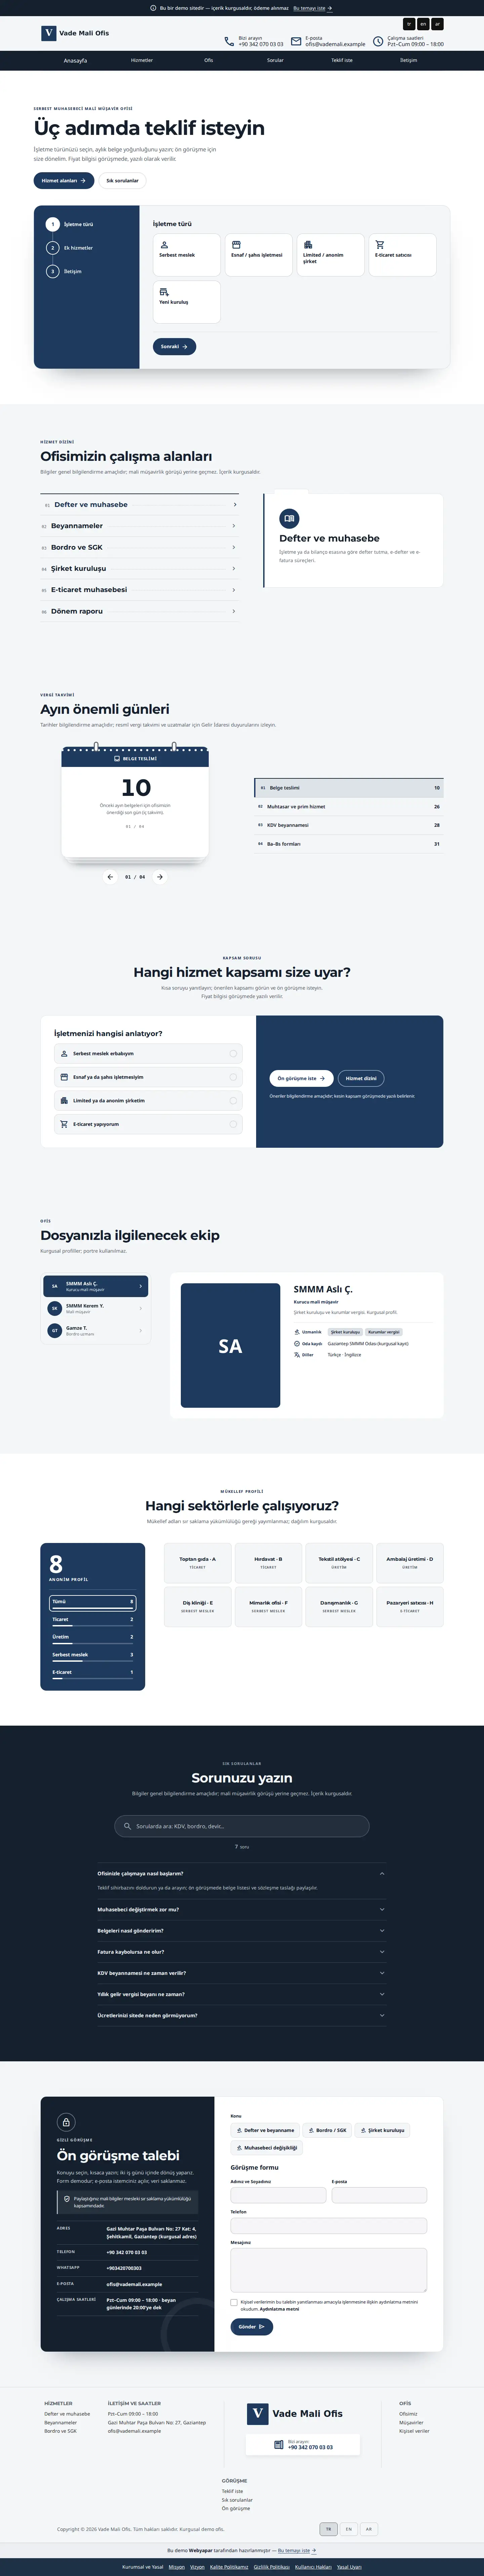 Bu bir demo sitedir — içerik kurgusaldır, ödeme alınmaz Bu temayı iste →
tr en ar
V Vade Mali Ofis
Bizi arayın
+90 342 070 03 03
E-posta
ofis@vademali.example
Çalışma saatleri
Pzt–Cum 09:00 – 18:00
Anasayfa Hizmetler Ofis Sorular Teklif iste İletişim
SERBEST MUHASEBECİ MALİ MÜŞAVİR OFİSİ
Üç adımda teklif isteyin
İşletme türünüzü seçin, aylık belge yoğunluğunu yazın; ön görüşme için
size dönelim. Fiyat bilgisi görüşmede, yazılı olarak verilir.
Hizmet alanları → Sık sorulanlar
1 İşletme türü
2 Ek hizmetler
3 İletişim
İşletme türü
Serbest meslek
Esnaf / şahıs işletmesi
Limited / anonim
şirket
E-ticaret satıcısı
Yeni kuruluş
Sonraki →
HİZMET DİZİNİ
Ofisimizin çalışma alanları
Bilgiler genel bilgilendirme amaçlıdır; mali müşavirlik görüşü yerine geçmez. İçerik kurgusaldır.
01 Defter ve muhasebe
02 Beyannameler
03 Bordro ve SGK
04 Şirket kuruluşu
05 E-ticaret muhasebesi
06 Dönem raporu
Defter ve muhasebe
İşletme ya da bilanço esasına göre defter tutma, e-defter ve e-
fatura süreçleri.
VERGİ TAKVİMİ
Ayın önemli günleri
Tarihler bilgilendirme amaçlıdır; resmî vergi takvimi ve uzatmalar için Gelir İdaresi duyurularını izleyin.
BELGE TESLİMİ
10
Önceki ayın belgeleri için ofisimizin
önerdiği son gün (iç takvim).
01 / 04
← 01 / 04 →
01 Belge teslimi 10
02 Muhtasar ve prim hizmet 26
03 KDV beyannamesi 28
04 Ba–Bs formları 31
KAPSAM SORUSU
Hangi hizmet kapsamı size uyar?
Kısa soruyu yanıtlayın; önerilen kapsamı görün ve ön görüşme isteyin.
Fiyat bilgisi görüşmede yazılı verilir.
İşletmenizi hangisi anlatıyor?
Serbest meslek erbabıyım
Esnaf ya da şahıs işletmesiyim
Limited ya da anonim şirketim
E-ticaret yapıyorum
Ön görüşme iste → Hizmet dizini
Öneriler bilgilendirme amaçlıdır; kesin kapsam görüşmede yazılı belirlenir.
OFİS
Dosyanızla ilgilenecek ekip
Kurgusal profiller; portre kullanılmaz.
SA SMMM Aslı Ç.
Kurucu mali müşavir
SK SMMM Kerem Y.
Mali müşavir
GT Gamze T.
Bordro uzmanı
SA
SMMM Aslı Ç.
Kurucu mali müşavir
Şirket kuruluşu ve kurumlar vergisi. Kurgusal profil.
Uzmanlık Şirket kuruluşu Kurumlar vergisi
Oda kaydı Gaziantep SMMM Odası (kurgusal kayıt)
Diller Türkçe · İngilizce
MÜKELLEF PROFİLİ
Hangi sektörlerle çalışıyoruz?
Mükellef adları sır saklama yükümlülüğü gereği yayımlanmaz; dağılım kurgusaldır.
8
ANONİM PROFİL
Tümü 8
Ticaret 2
Üretim 2
Serbest meslek 3
E-ticaret 1
Toptan gıda · A
TİCARET
Hırdavat · B
TİCARET
Tekstil atölyesi · C
ÜRETİM
Ambalaj üretimi · D
ÜRETİM
Diş kliniği · E
SERBEST MESLEK
Mimarlık ofisi · F
SERBEST MESLEK
Danışmanlık · G
SERBEST MESLEK
Pazaryeri satıcısı · H
E-TİCARET
SIK SORULANLAR
Sorunuzu yazın
Bilgiler genel bilgilendirme amaçlıdır; mali müşavirlik görüşü yerine geçmez. İçerik kurgusaldır.
Sorularda ara: KDV, bordro, devir…
7 soru
Ofisinizle çalışmaya nasıl başlarım?
Teklif sihirbazını doldurun ya da arayın; ön görüşmede belge listesi ve sözleşme taslağı paylaşılır.
Muhasebeci değiştirmek zor mu?
Belgeleri nasıl gönderirim?
Fatura kaybolursa ne olur?
KDV beyannamesi ne zaman verilir?
Yıllık gelir vergisi beyanı ne zaman?
Ücretlerinizi sitede neden görmüyorum?
GİZLİ GÖRÜŞME
Ön görüşme talebi
Konuyu seçin, kısaca yazın; iki iş günü içinde dönüş yaparız.
Form demodur; e-posta istemciniz açılır, veri saklanmaz.
Paylaştığınız mali bilgiler mesleki sır saklama yükümlülüğü
kapsamındadır.
ADRES Gazi Muhtar Paşa Bulvarı No: 27 Kat: 4,
Şehitkamil, Gaziantep (kurgusal adres)
TELEFON +90 342 070 03 03
WHATSAPP +903420700303
E-POSTA ofis@vademali.example
ÇALIŞMA SAATLERİ Pzt–Cum 09:00 – 18:00 · beyan
günlerinde 20:00'ye dek
Konu
Defter ve beyanname Bordro / SGK Şirket kuruluşu
Muhasebeci değişikliği
Görüşme formu
Adınız ve Soyadınız E-posta
Telefon
Mesajınız
Kişisel verilerimin bu talebin yanıtlanması amacıyla işlenmesine ilişkin aydınlatma metnini
okudum. Aydınlatma metni
Gönder
HİZMETLER
Defter ve muhasebe
Beyannameler
Bordro ve SGK
İLETİŞİM VE SAATLER
Pzt–Cum 09:00 – 18:00
Gazi Muhtar Paşa Bulvarı No: 27, Gaziantep
ofis@vademali.example
V Vade Mali Ofis
Bizi arayın
+90 342 070 03 03
OFİS
Ofisimiz
Müşavirler
Kişisel veriler
GÖRÜŞME
Teklif iste
Sık sorulanlar
Ön görüşme
Copyright © 2026 Vade Mali Ofis. Tüm hakları saklıdır. Kurgusal demo ofis.
TR EN AR
Bu demo Webyapar tarafından hazırlanmıştır — Bu temayı iste →
Kurumsal ve Yasal Misyon Vizyon Kalite Politikamız Gizlilik Politikası Kullanıcı Hakları Yasal Uyarı